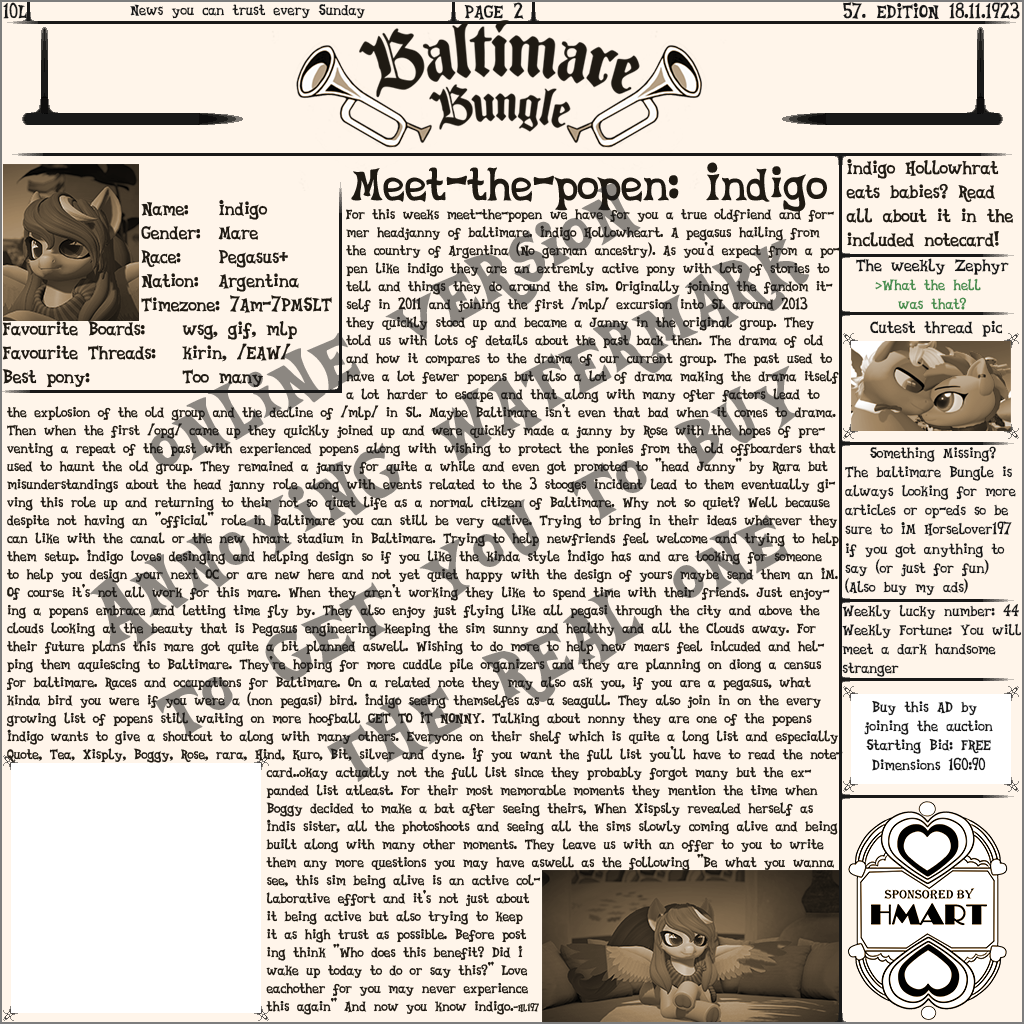 10L
News you can trust every Sunday
PAGE 2
57. EDITION 18.11.1923
Baltimare
Bungle
Name: indigo
Gender: Mare
Race: Pegasus+
Nation: Argentina
Timezone: 7Am-7PMSLT
Favourite Boards: wsg, gif, mlp
Favourite Threads: kirin, /EAW/
Best pony: Too many
Meet-the-popen: indigo
For this weeks meet-the-popen we have for you a true oldfriend and for-
mer headjanny of baltimare. indigo Hollowheart. A pegasus hailing from
the country of Argentina (No german ancestry). As you'd expect from a po-
pen like indigo they are an extremly active pony with lots of stories to
tell and things they do around the sim. Originally joining the fandom it-
self in 2011 and joining the first /mlp/ excursion into SL around 2013
they quickly stood up and became a Janny in the original group. They
told us with lots of details about the past back then. The drama of old
and how it compares to the drama of our current group. The past used to
have a lot fewer popens but also a lot of drama making the drama itself
a lot harder to escape and that along with many ofter factors lead to
the explosion of the old group and the decline of /mlp/ in SL. Maybe Baltimare isn't even that bad when it comes to drama.
Then when the first /opg/ came up they quickly joined up and were quickly made a janny by Rose with the hopes of pre-
venting a repeat of the past with experienced popens along with wishing to protect the ponies from the old offboarders that
used to haunt the old group. They remained a janny for quite a while and even got promoted to "head Janny" by Rara but
misunderstandings about the head janny role along with events related to the 3 stooges incident lead to them eventually gi-
ving this role up and returning to their not so quiet Life as a normal citizen of Baltimare. Why not so quiet? Well because
despite not having an "official" role in Baltimare you can still be very active. Trying to bring in their ideas wherever they
can like with the canal or the new hmart stadium in Baltimare. Trying to help newfriends feel welcome and trying to help
them setup. indigo loves desinging and helping design so if you like the kinda style indigo has and are looking for someone
to help you design your next OC or are new here and not yet quiet happy with the design of yours maybe send them an iM.
Of course it's not all work for this mare. When they aren't working they like to spend time with their friends. Just enjoy-
ing a popens embrace and letting time fly by. They also enjoy just flying like all pegasi through the city and above the
clouds looking at the beauty that is Pegasus engineering keeping the sim sunny and healthy and all the Clouds away. For
their future plans this mare got quite a bit planned aswell. Wishing to do more to help new maers feel inlcuded and hel-
ping them aquiescing to Baltimare. They're hoping for more cuddle pile organizers and they are planning on diong a census
for baltimare. Races and occupations for Baltimare. On a related note they may also ask you, if you are a pegasus, what
kinda bird you were if you were a (non pegasi) bird. indigo seeing themselfes as a seagull. They also join in on the every
growing list of popens still waiting on more hoofball GET TO IT NONNY. Talking about nonny they are one of the popens
indigo wants to give a shoutout to along with many others. Everyone on their shelf which is quite a long list and especially
Quote, Tea, Xisply, Boggy, Rose, rara, Hind, Kuro, Bit, silver and dyne. if you want the full list you'll have to read the note-
card..okay actually not the full list since they probably forgot many but the ex-
panded list atleast. For their most memorable moments they mention the time when
Boggy decided to make a bat after seeing theirs, When Xispsly revealed herself as
indis sister, all the photoshoots and seeing all the sims slowly coming alive and being
built along with many other moments. They leave us with an offer to you to write
them any more questions you may have aswell as the following "Be what you wanna
see, this sim being alive is an active col-
laborative effort and it's not just about
it being active but also trying to keep
it as high trust as possible. Before post
ing think "Who does this benefit? Did i
wake up today to do or say this?" Love
eachother for you may never experience
this again" And now you know indigo.-HL197
indigo Hollowhrat
eats babies? Read
all about it in the
included notecard!
The weekly Zephyr
>What the hell
was that?
Cutest thread pic
Something Missing?
The baltimare Bungle is
always looking for more
articles or op-eds so be
sure to iM Horselover197
if you got anything to
say (or just for fun)
(Also buy my ads)
Weekly lucky number: 44
Weekly Fortune: You will
meet a dark handsome
stranger
Buy this AD by
joining the auction
Starting Bid: FREE
Dimensions 160:90
SPONSORED BY
HMART
ONLINE VERSION
ANNOYING WATERMARK
TO GET YOU TO BUY
THE REAL ONE